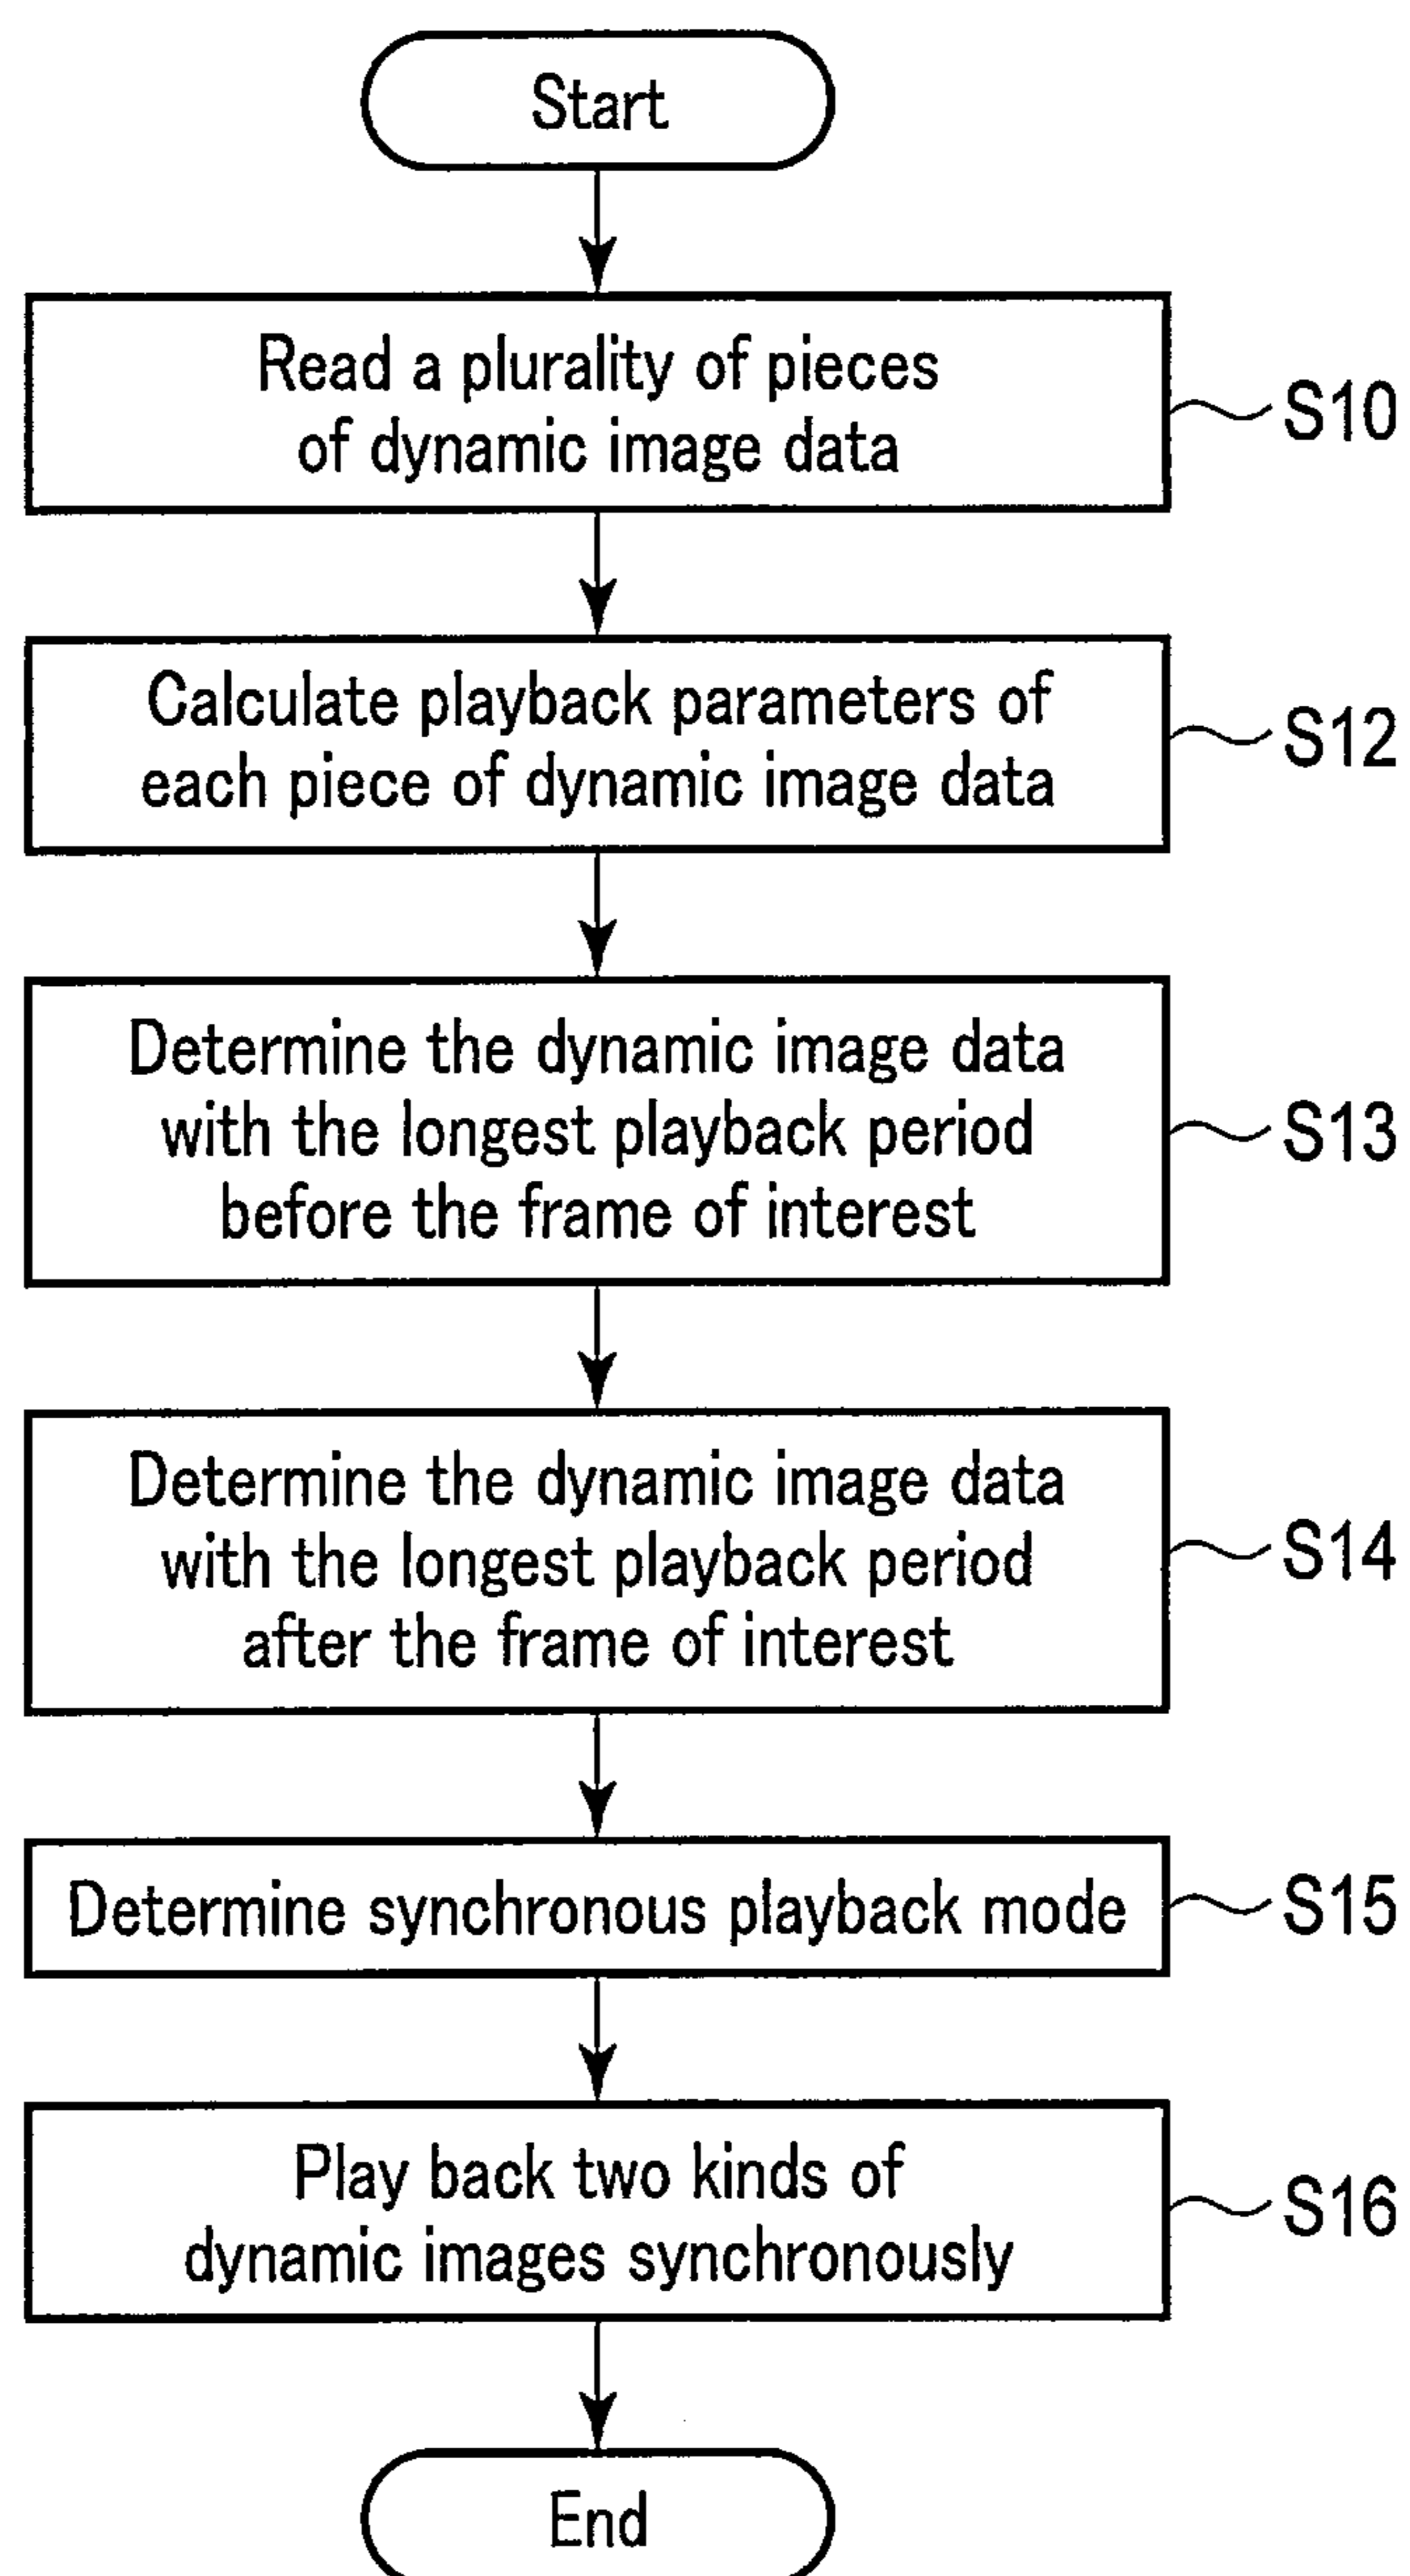 Start
Read a plurality of pieces
of dynamic image data
S10
Calculate playback parameters of
each piece of dynamic image data
S12
Determine the dynamic image data
with the longest playback period
before the frame of interest
S13
Determine the dynamic image data
with the longest playback period
after the frame of interest
S14
Determine synchronous playback mode
S15
Play back two kinds of
dynamic images synchronously
S16
End